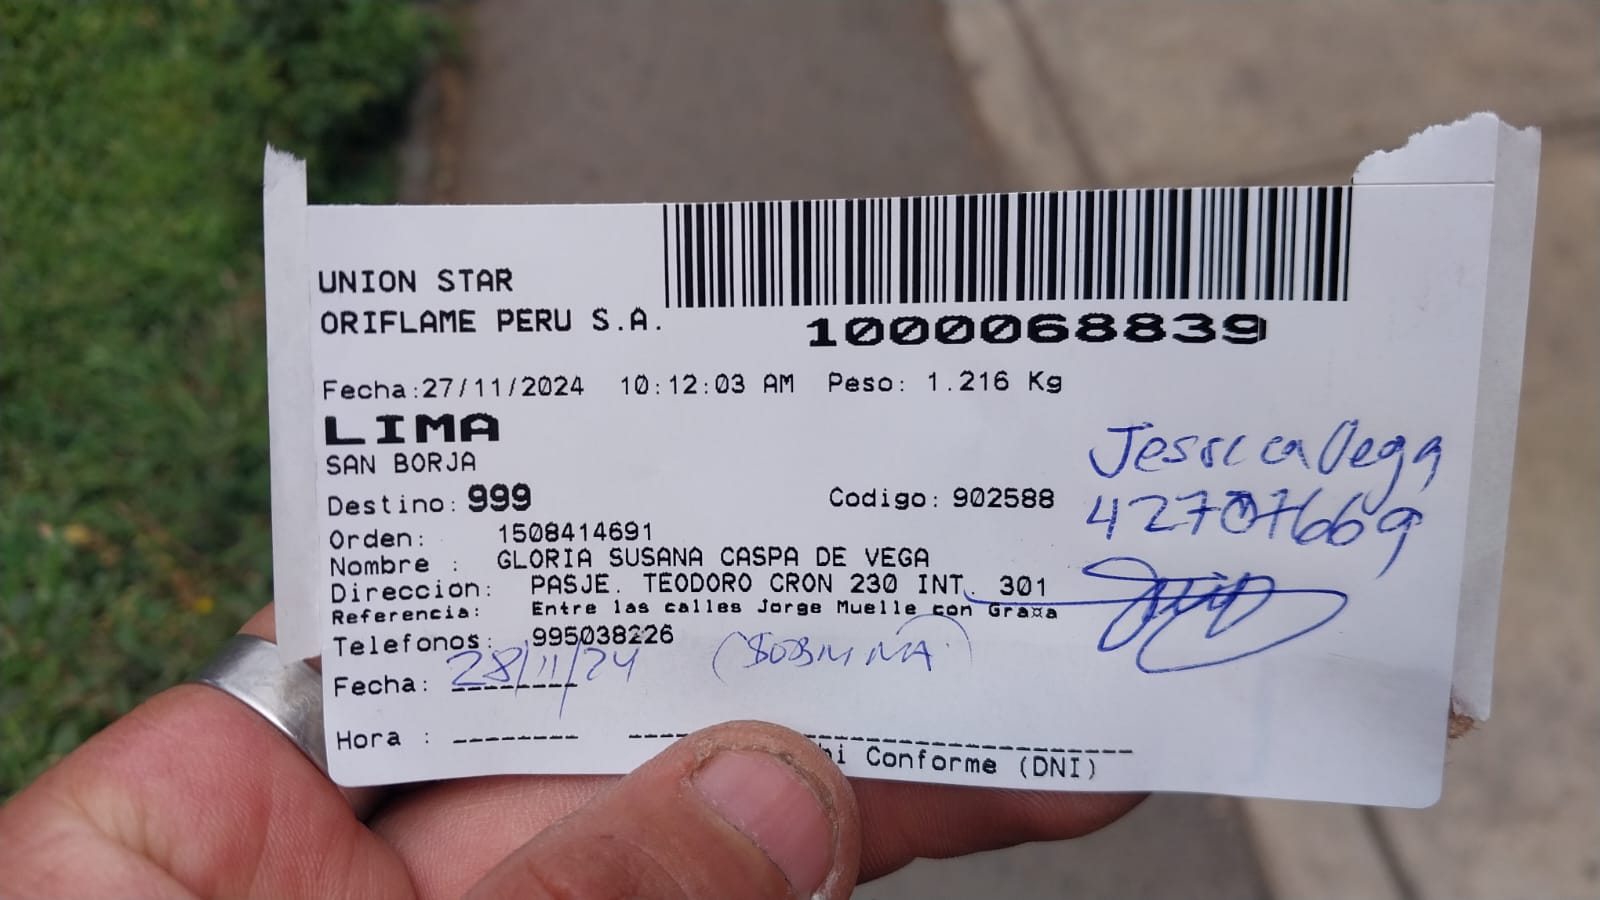 UNION STAR
ORIFLAME PERU S.A.
1000068839
Fecha:27/11/2024 10:12:03 AM Peso: 1.216 Kg
LIMA
SAN BORJA
Jessica Vega
Destino: 999 Codigo: 902588
42707669
Orden: 1508414691
Nombre : GLORIA SUSANA CASPA DE VEGA
Direccion: PASJE. TEODORO CRON 230 INT. 301
Referencia: Entre las calles Jorge Muelle con Gra¤a
Telefonos: 995038226
Fecha: 28/11/24 (SOBRINA)
Hora :
Conforme (DNI)